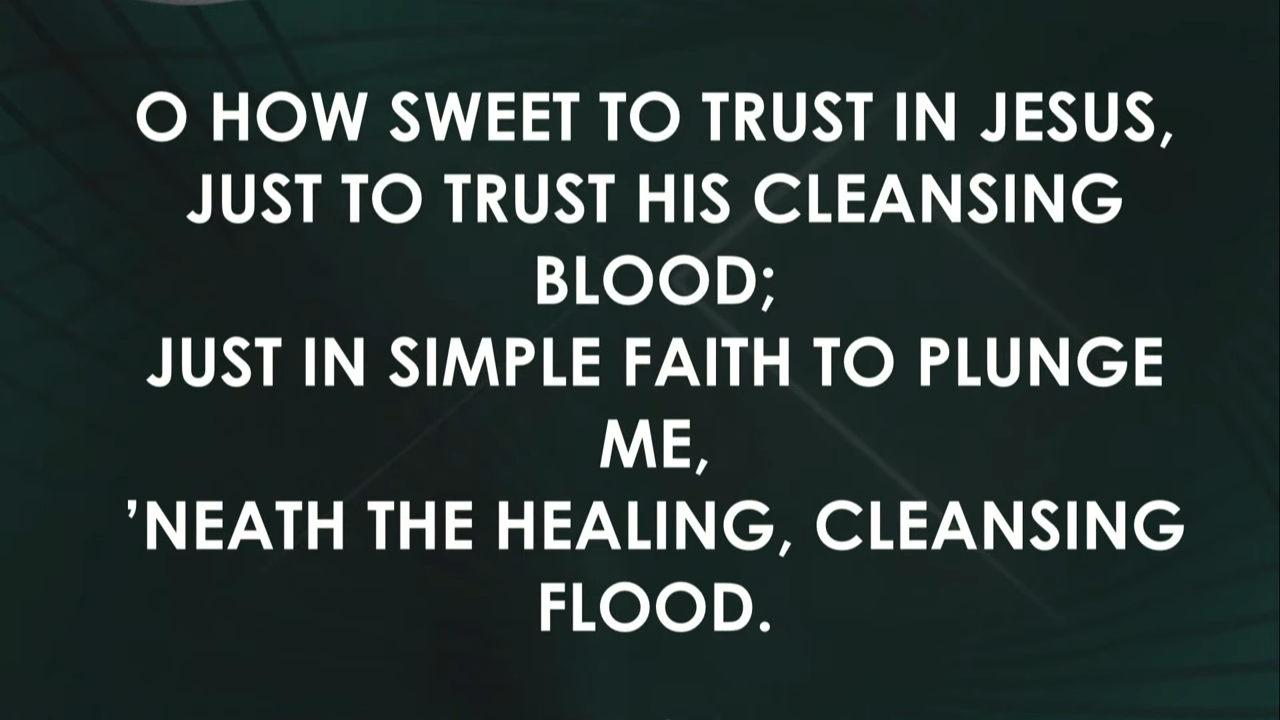 O HOW SWEET TO TRUST IN JESUS,
JUST TO TRUST HIS CLEANSING
BLOOD;
JUST IN SIMPLE FAITH TO PLUNGE
ME,
’NEATH THE HEALING, CLEANSING
FLOOD.